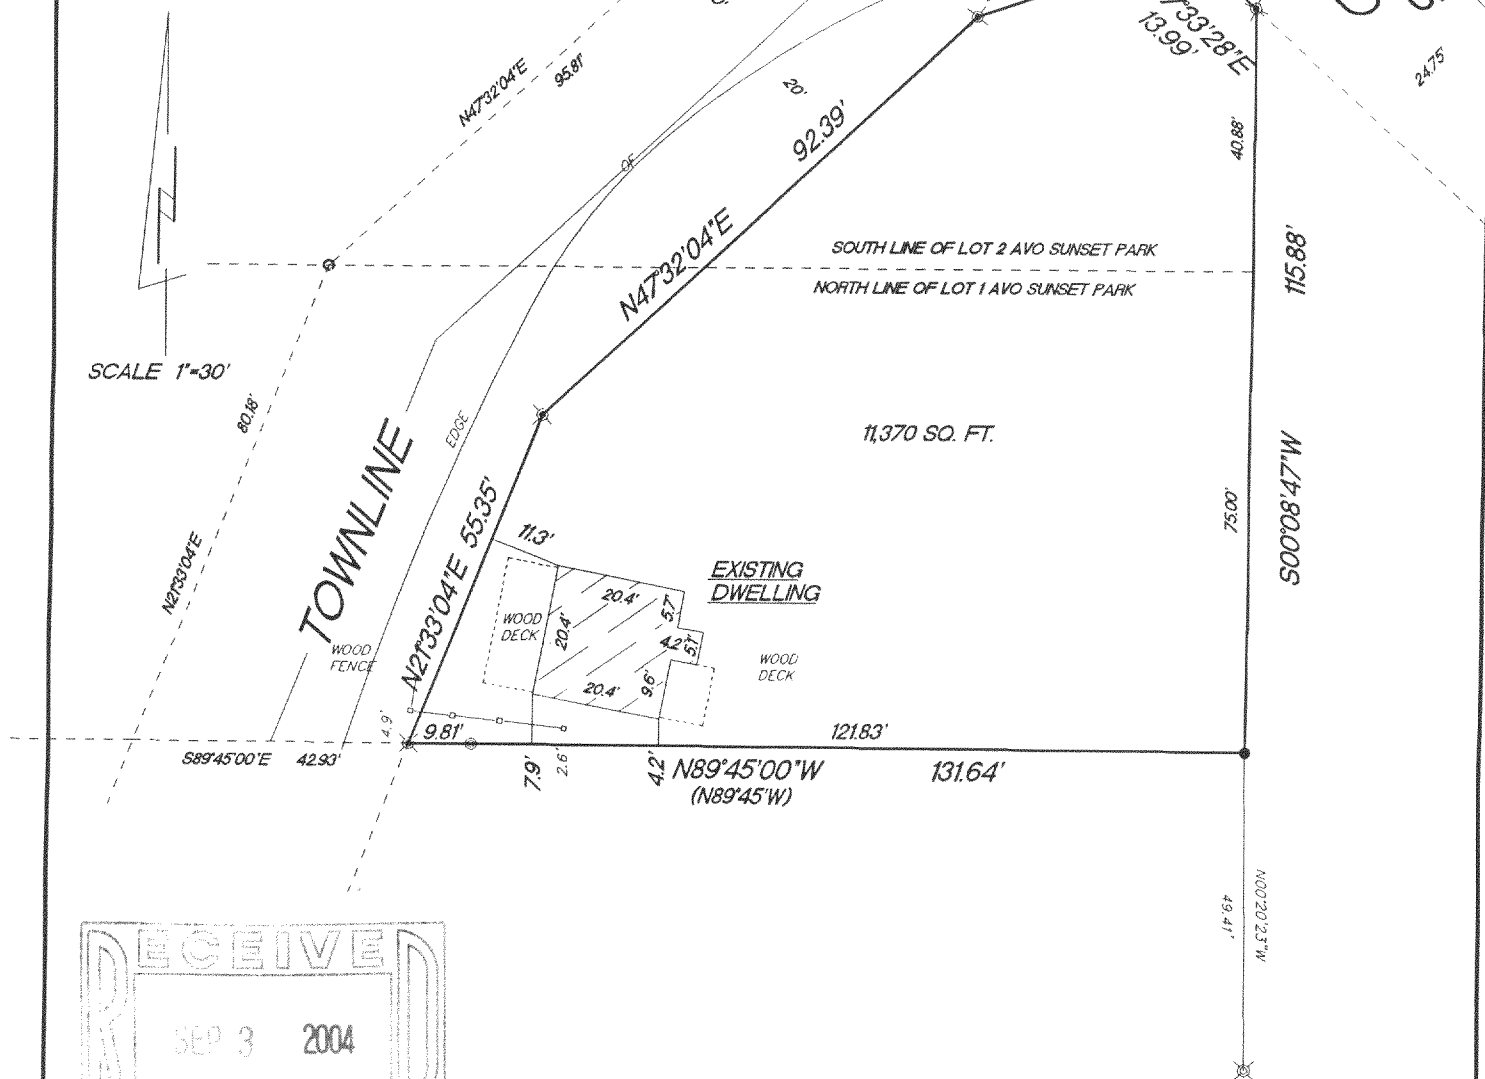 N47°32'04"E
95.81'
20'
92.39'
N47°32'04"E
7°33'28"E
13.99'
24.75'
40.88'
OF
SOUTH LINE OF LOT 2 AVO SUNSET PARK
NORTH LINE OF LOT 1 AVO SUNSET PARK
115.88'
SCALE 1"=30'
80.18'
EDGE
TOWNLINE
11,370 SQ. FT.
S00°08'47"W
75.00'
N21°33'04"E
N21°33'04"E 55.35'
11.3'
EXISTING
DWELLING
WOOD
DECK
20.4'
20.4'
20.4'
5.7'
4.2'
5.1'
9.6'
WOOD
DECK
WOOD
FENCE
4.9'
9.81'
121.83'
S89°45'00"E 42.93'
7.9'
2.6'
4.2'
N89°45'00"W 131.64'
(N89°45'W)
49.41'
N00°20'23"W
RECEIVED
SEP 3 2004